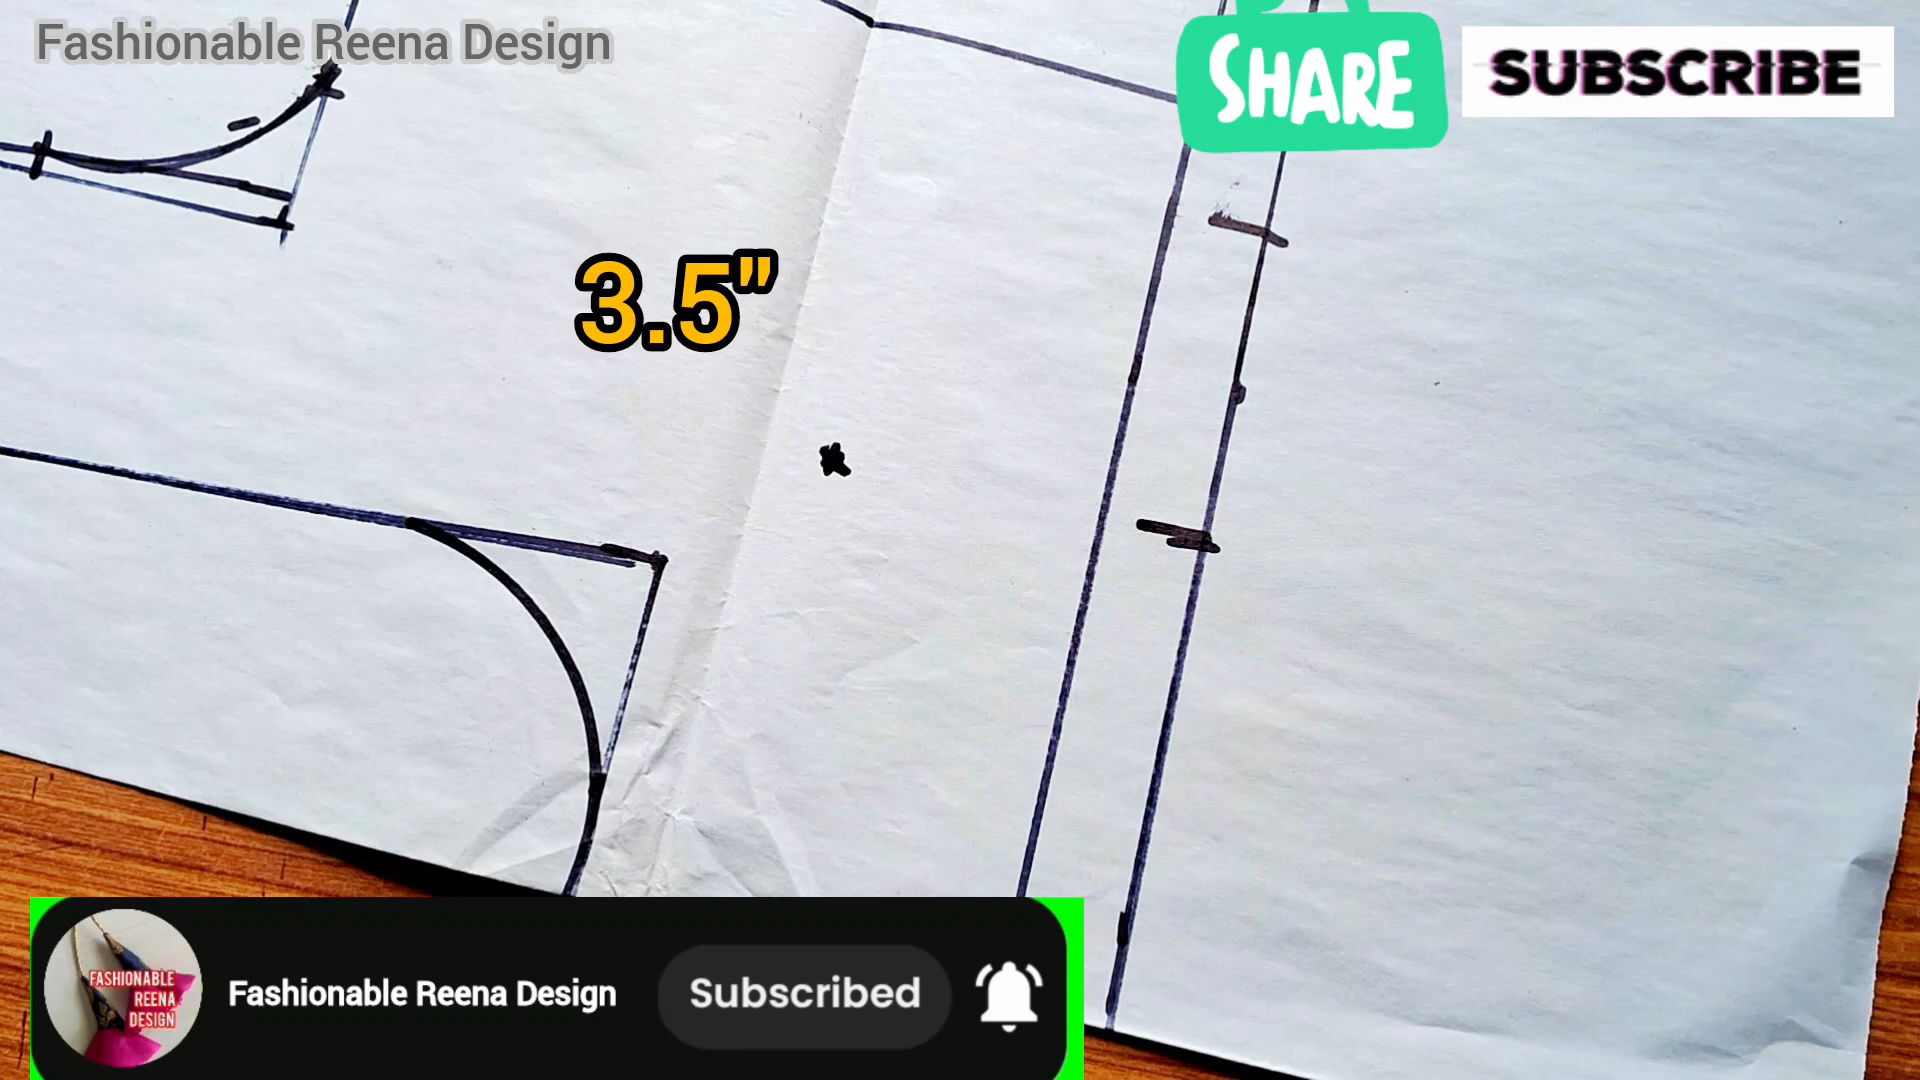 Fashionable Reena Design
SHARE
SUBSCRIBE
3.5"
FASHIONABLE
REENA
DESIGN
Fashionable Reena Design
Subscribed